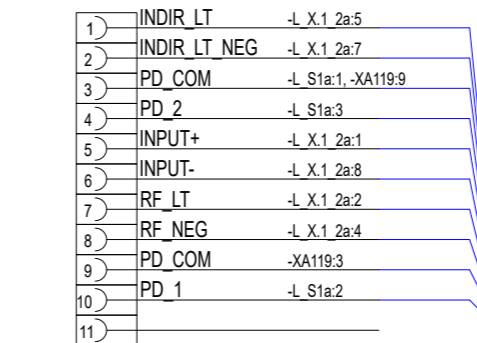 1 INDIR_LT -L_X.1_2a:5
2 INDIR_LT_NEG -L_X.1_2a:7
3 PD_COM -L_S1a:1, -XA119:9
4 PD_2 -L_S1a:3
5 INPUT+ -L_X.1_2a:1
6 INPUT- -L_X.1_2a:8
7 RF_LT -L_X.1_2a:2
8 RF_NEG -L_X.1_2a:4
9 PD_COM -XA119:3
10 PD_1 -L_S1a:2
11